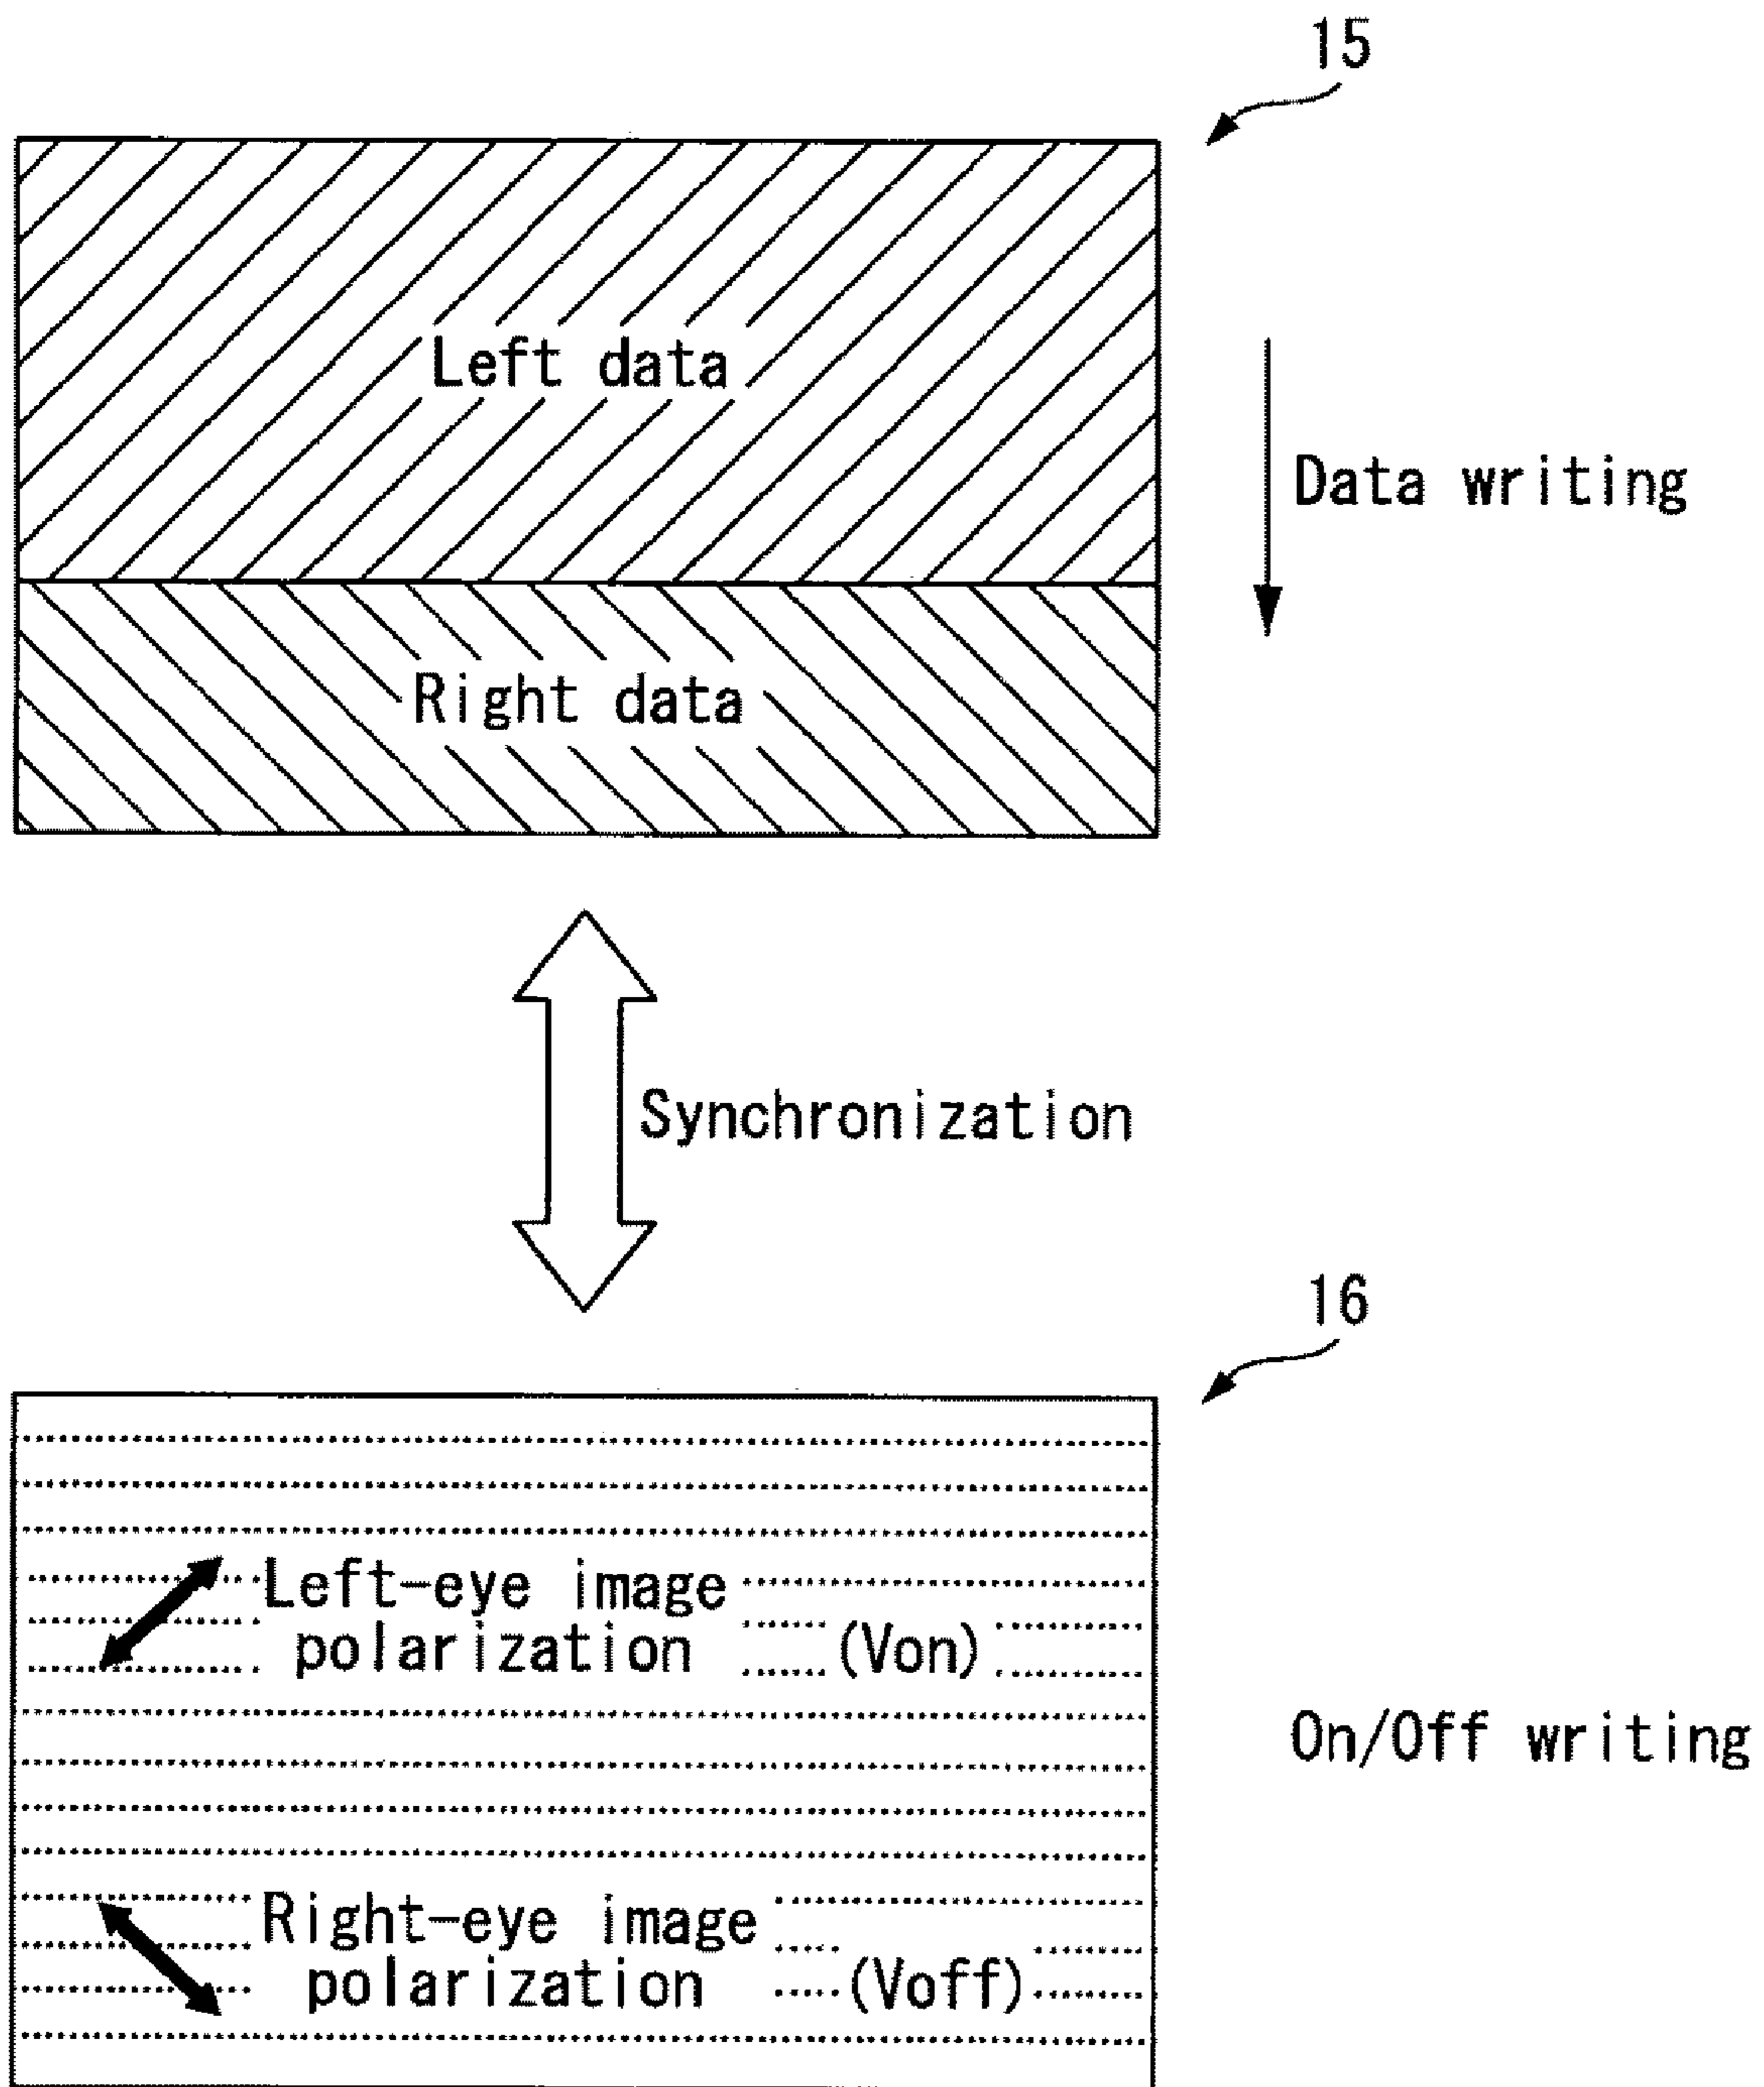 15
Left data
Data writing
Right data
Synchronization
16
Left-eye image
polarization (Von)
On/Off writing
Right-eye image
polarization (Voff)